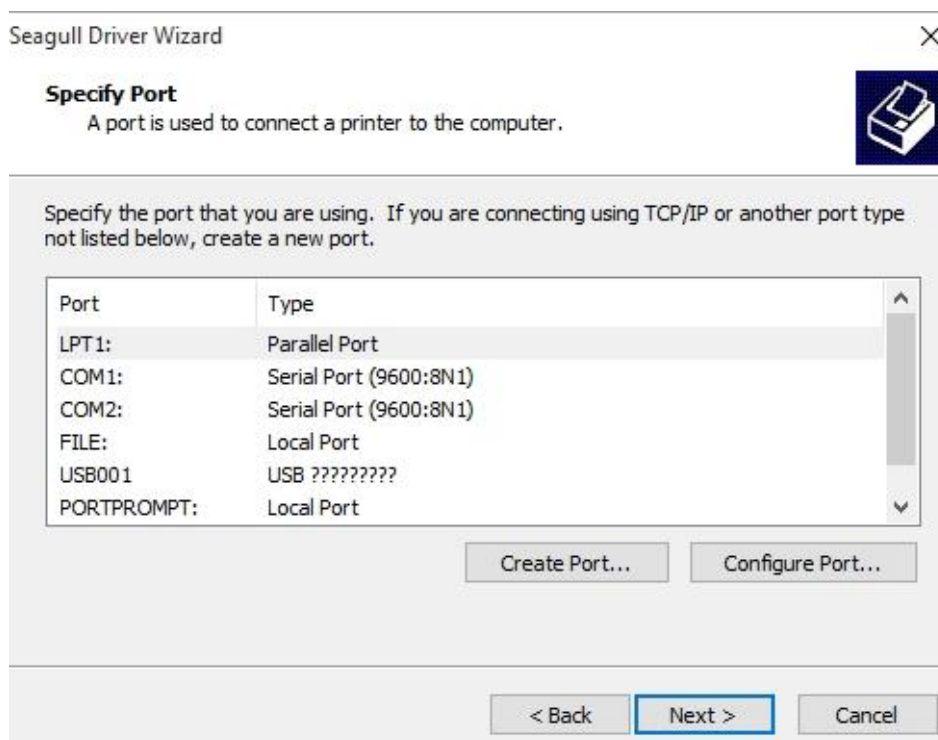 Seagull Driver Wizard
Specify Port
A port is used to connect a printer to the computer.
Specify the port that you are using.  If you are connecting using TCP/IP or another port type
not listed below, create a new port.
Port Type
LPT1: Parallel Port
COM1: Serial Port (9600:8N1)
COM2: Serial Port (9600:8N1)
FILE: Local Port
USB001 USB ?????????
PORTPROMPT: Local Port
Create Port... Configure Port...
< Back Next > Cancel